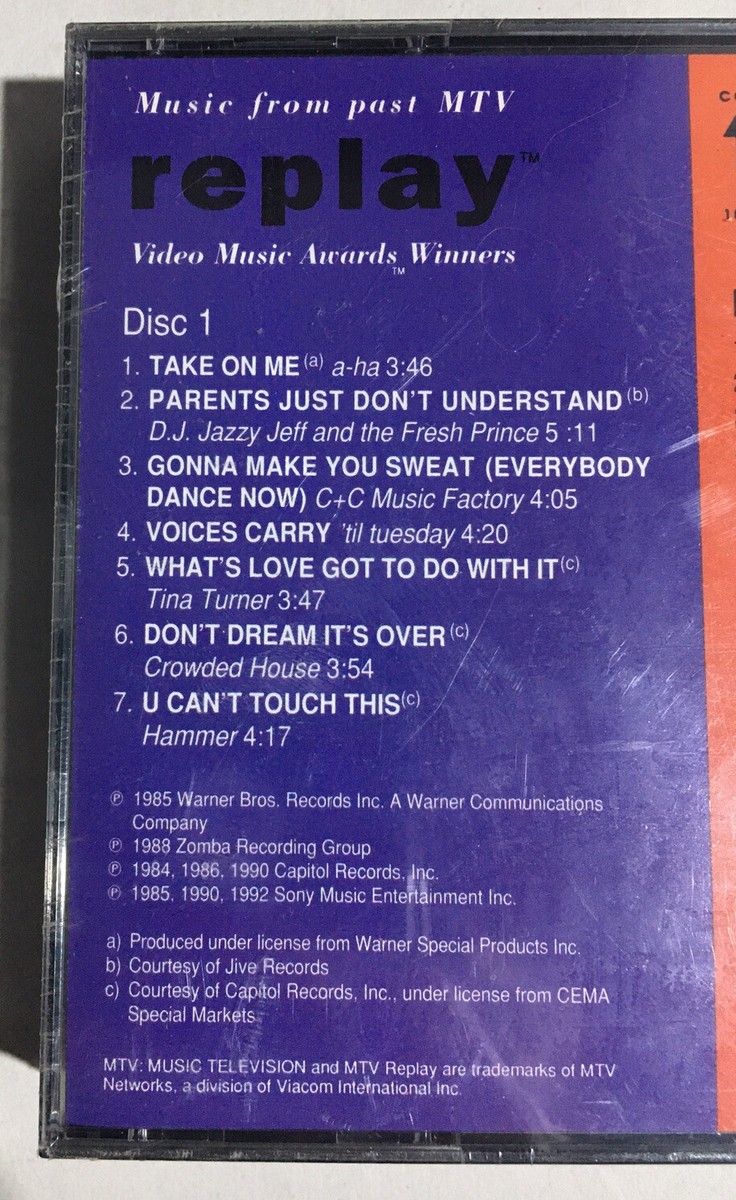 Music from past MTV
replay™
Video Music Awards™ Winners
Disc 1
1. TAKE ON ME(a) a-ha 3:46
2. PARENTS JUST DON'T UNDERSTAND(b)
D.J. Jazzy Jeff and the Fresh Prince 5 :11
3. GONNA MAKE YOU SWEAT (EVERYBODY
DANCE NOW) C+C Music Factory 4:05
4. VOICES CARRY 'til tuesday 4:20
5. WHAT'S LOVE GOT TO DO WITH IT(c)
Tina Turner 3:47
6. DON'T DREAM IT'S OVER(c)
Crowded House 3:54
7. U CAN'T TOUCH THIS(c)
Hammer 4:17
℗ 1985 Warner Bros. Records Inc. A Warner Communications
Company
℗ 1988 Zomba Recording Group
℗ 1984, 1986, 1990 Capitol Records, Inc.
℗ 1985, 1990, 1992 Sony Music Entertainment Inc.
a) Produced under license from Warner Special Products Inc.
b) Courtesy of Jive Records
c) Courtesy of Capitol Records, Inc., under license from CEMA
Special Markets
MTV: MUSIC TELEVISION and MTV Replay are trademarks of MTV
Networks, a division of Viacom International Inc.